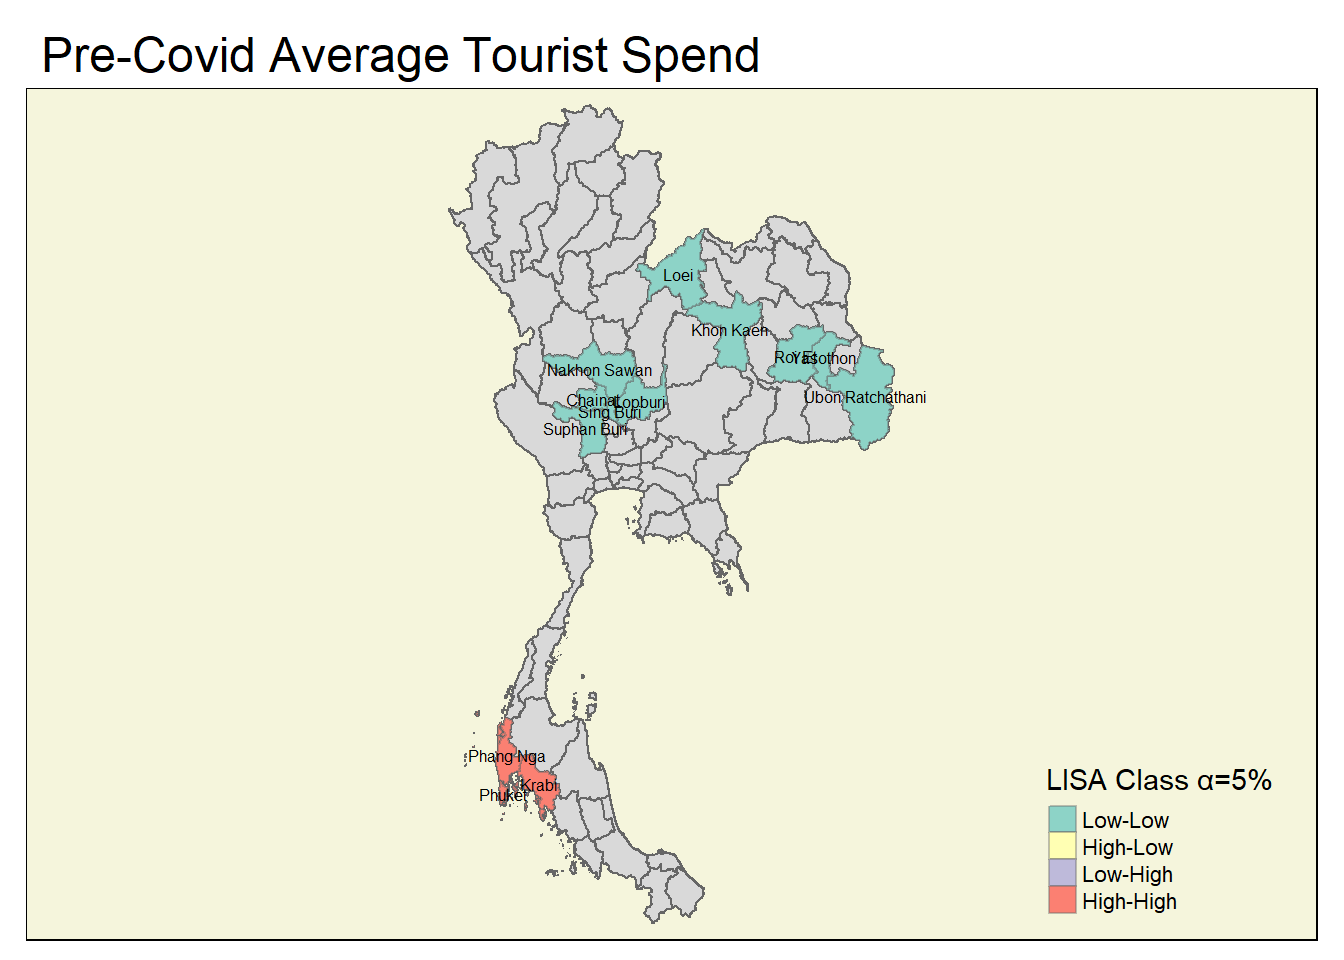 Pre-Covid Average Tourist Spend
Loei
Khon Kaen
Roi Et
Yasothon
Nakhon Sawan
Ubon Ratchathani
Chainat
Lopburi
Sing Buri
Suphan Buri
Phang Nga
Krabi
Phuket
LISA Class α=5%
Low-Low
High-Low
Low-High
High-High